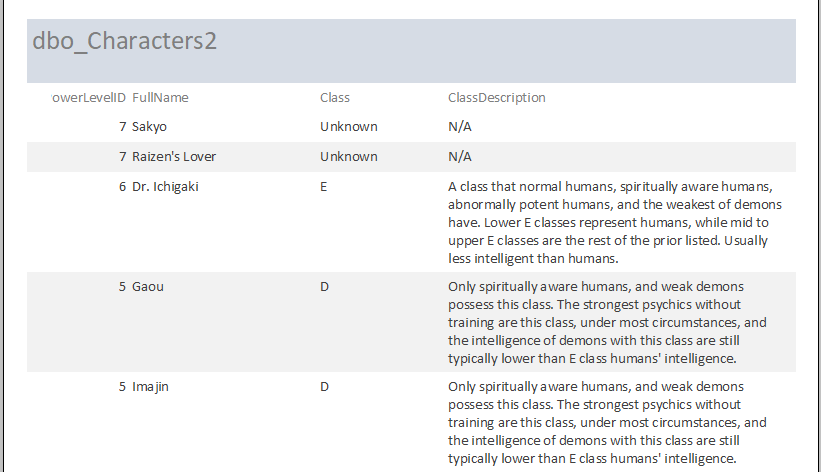 dbo_Characters2
owerLevelID FullName Class ClassDescription
7 Sakyo Unknown N/A
7 Raizen's Lover Unknown N/A
6 Dr. Ichigaki E A class that normal humans, spiritually aware humans,
abnormally potent humans, and the weakest of demons
have. Lower E classes represent humans, while mid to
upper E classes are the rest of the prior listed. Usually
less intelligent than humans.
5 Gaou D Only spiritually aware humans, and weak demons
possess this class. The strongest psychics without
training are this class, under most circumstances, and
the intelligence of demons with this class are still
typically lower than E class humans' intelligence.
5 Imajin D Only spiritually aware humans, and weak demons
possess this class. The strongest psychics without
training are this class, under most circumstances, and
the intelligence of demons with this class are still
typically lower than E class humans' intelligence.